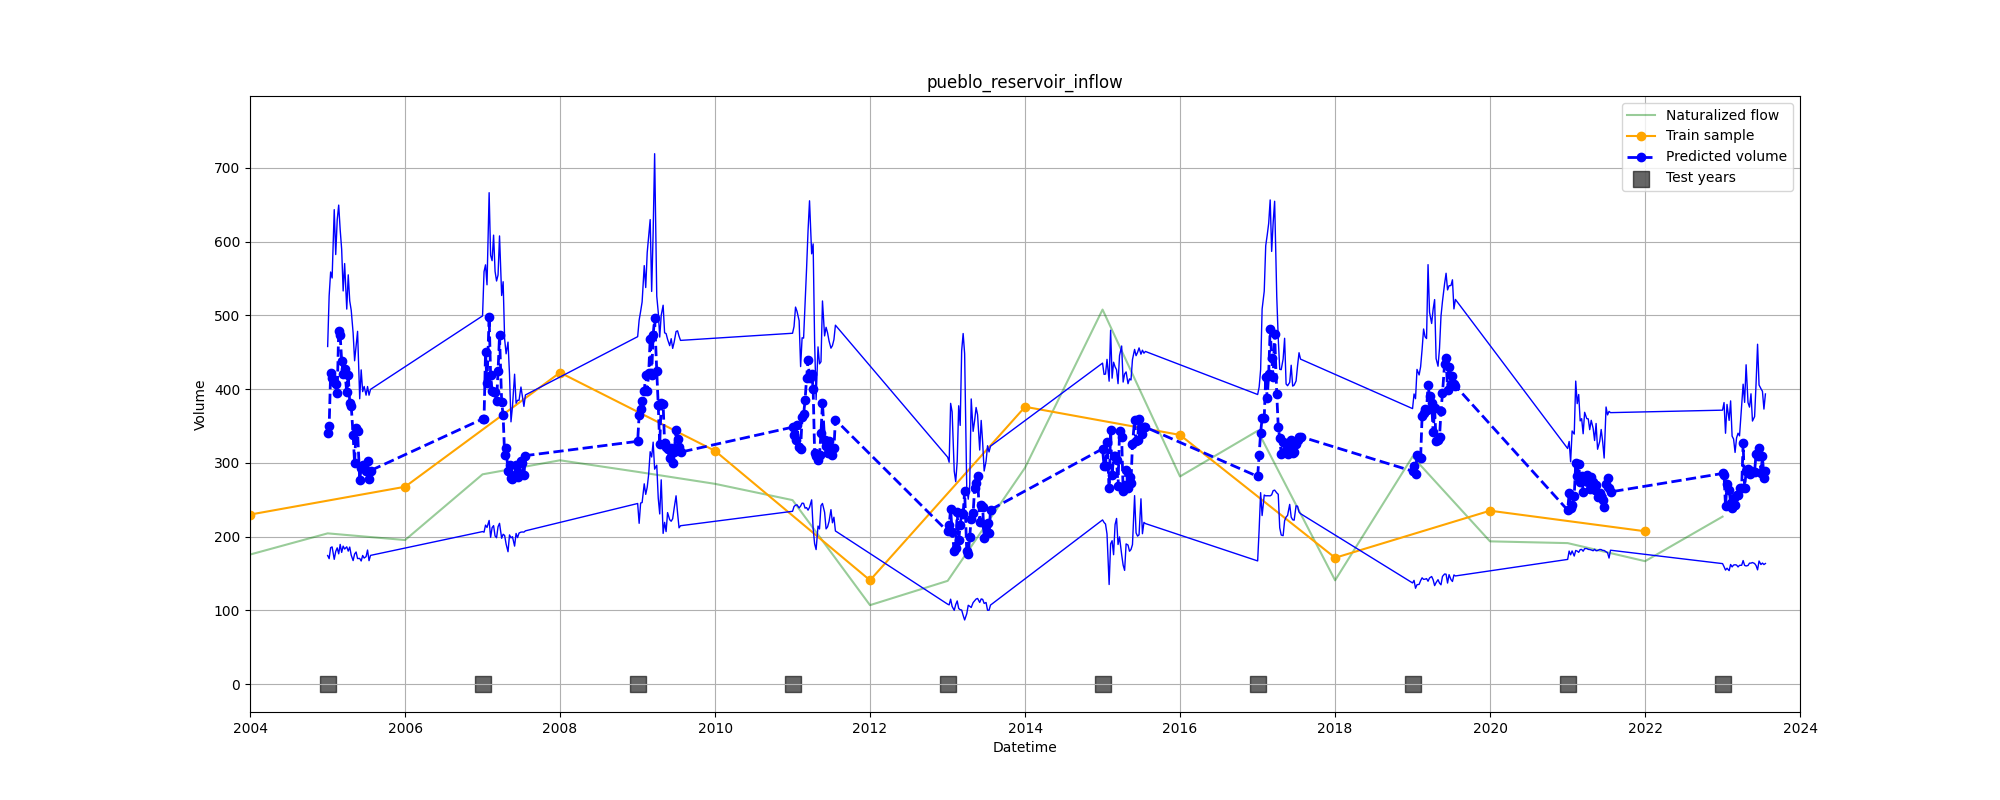 pueblo_reservoir_inflow
Naturalized flow
Train sample
Predicted volume
Test years
Volume
700
600
500
400
300
200
100
0
2004 2006 2008 2010 2012 2014 2016 2018 2020 2022 2024
Datetime